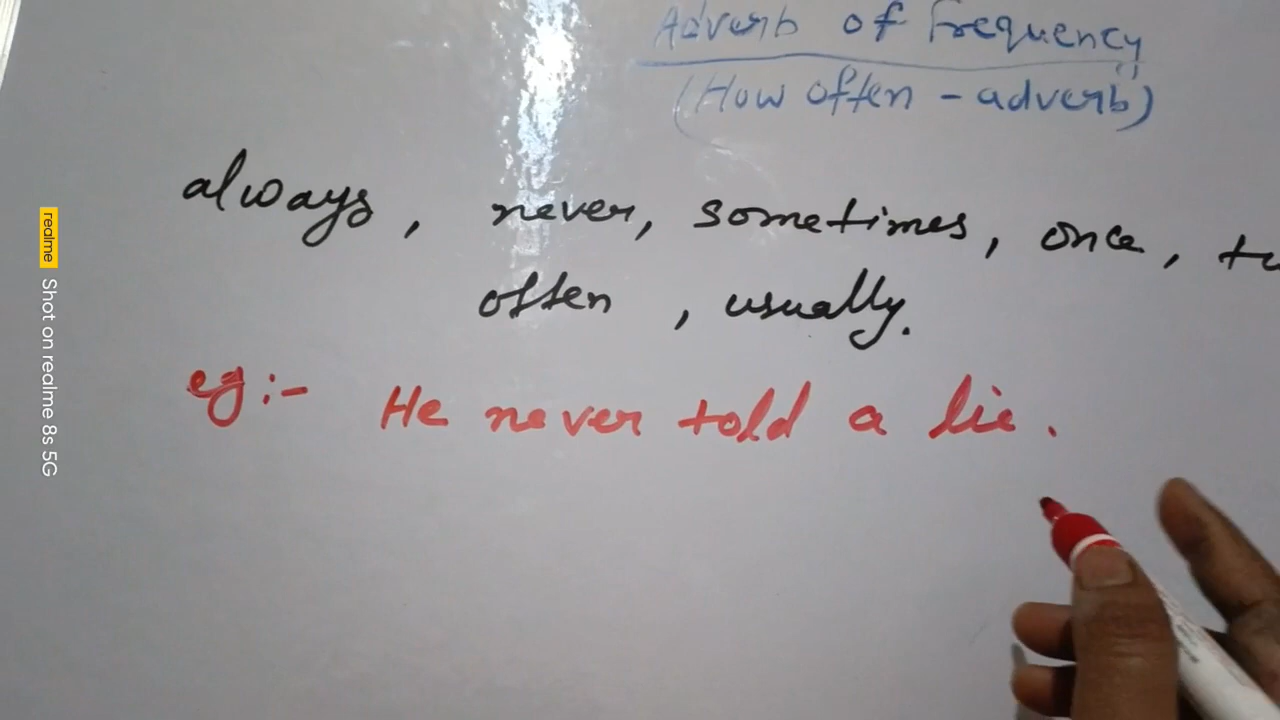 Adverb of Frequency
(How often - adverb)
always, never, sometimes, once,
often, usually.
eg:- He never told a lie.
realme Shot on realme 8s 5G